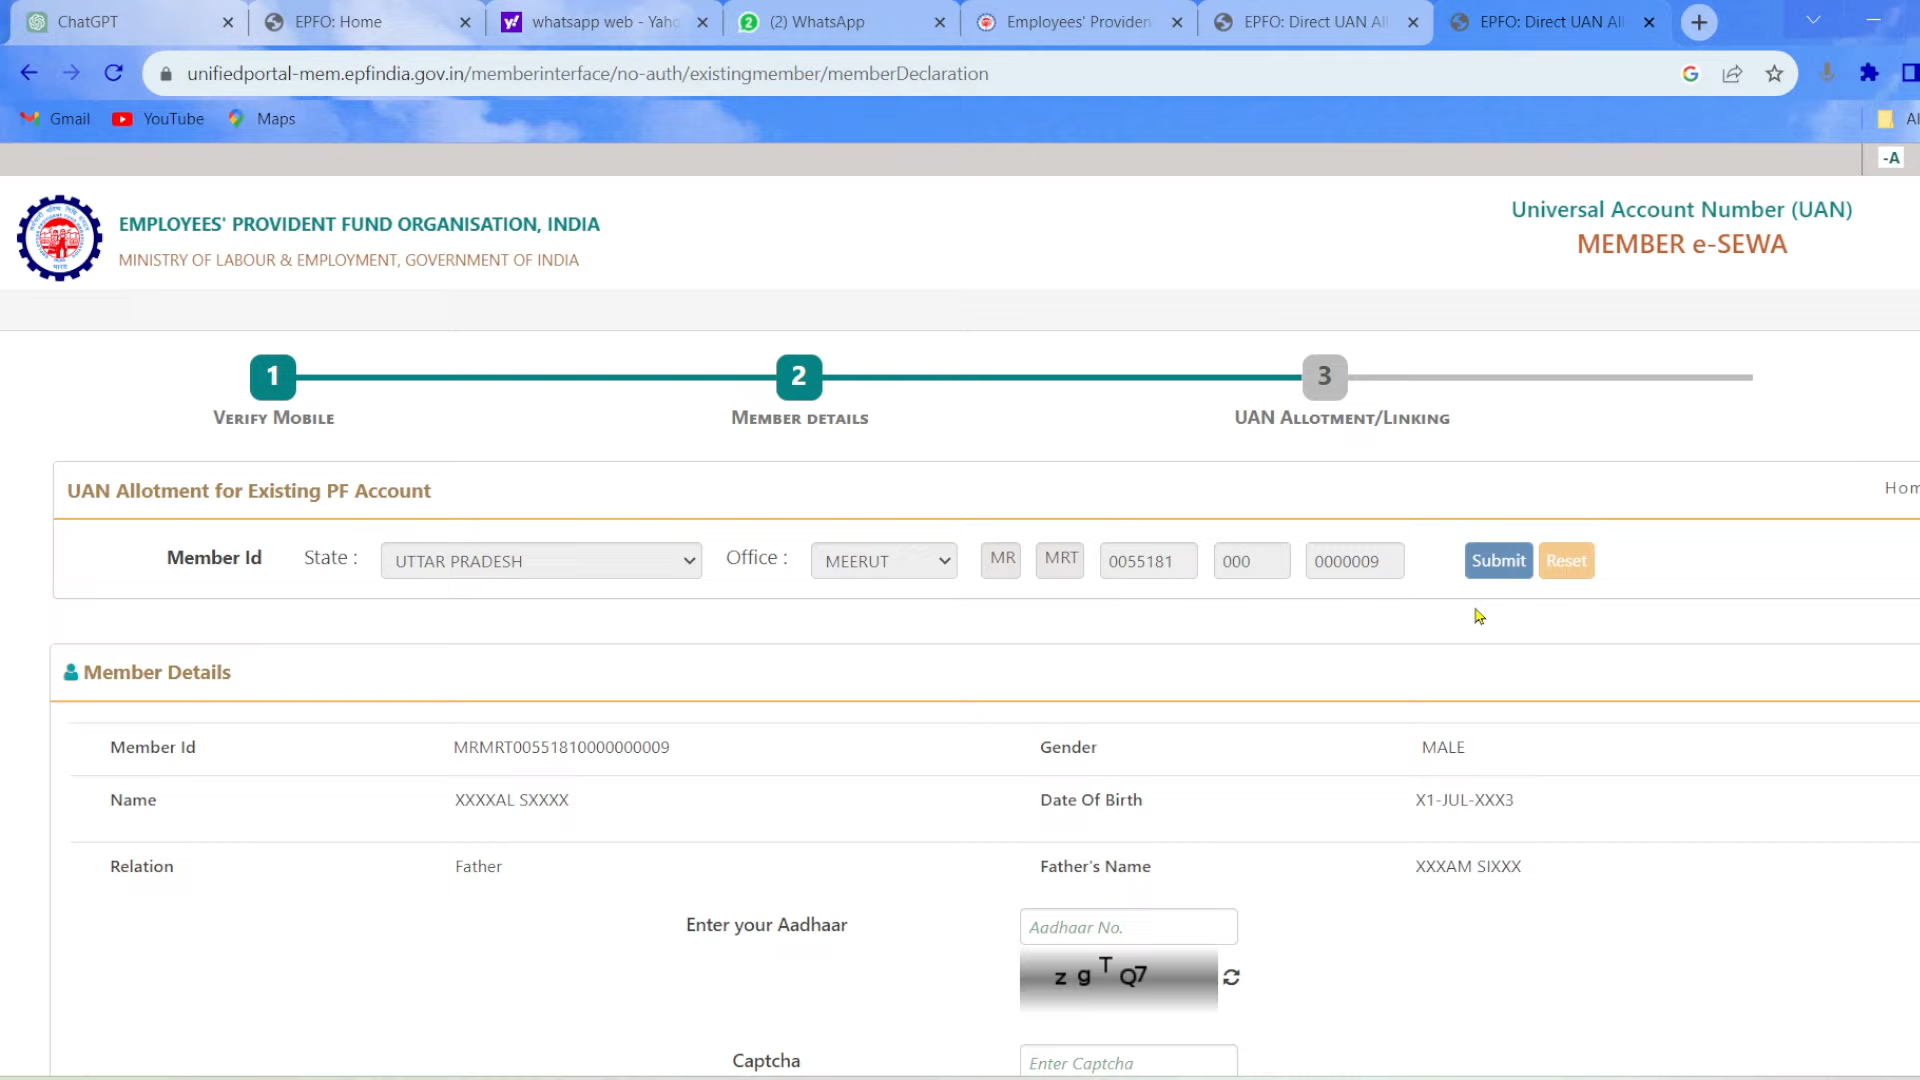 ChatGPT
EPFO: Home
whatsapp web - Yaho
(2) WhatsApp
Employees' Providen
EPFO: Direct UAN All
EPFO: Direct UAN All
unifiedportal-mem.epfindia.gov.in/memberinterface/no-auth/existingmember/memberDeclaration
Gmail YouTube Maps
-A
EMPLOYEES' PROVIDENT FUND ORGANISATION, INDIA
MINISTRY OF LABOUR & EMPLOYMENT, GOVERNMENT OF INDIA
Universal Account Number (UAN)
MEMBER e-SEWA
1 2 3
VERIFY MOBILE MEMBER DETAILS UAN ALLOTMENT/LINKING
UAN Allotment for Existing PF Account
Member Id State : UTTAR PRADESH Office : MEERUT MR MRT 0055181 000 0000009 Submit Reset
Member Details
Member Id MRMRT00551810000000009 Gender MALE
Name XXXXAL SXXXX Date Of Birth X1-JUL-XXX3
Relation Father Father's Name XXXAM SIXXX
Enter your Aadhaar Aadhaar No.
z g T Q7
Captcha Enter Captcha